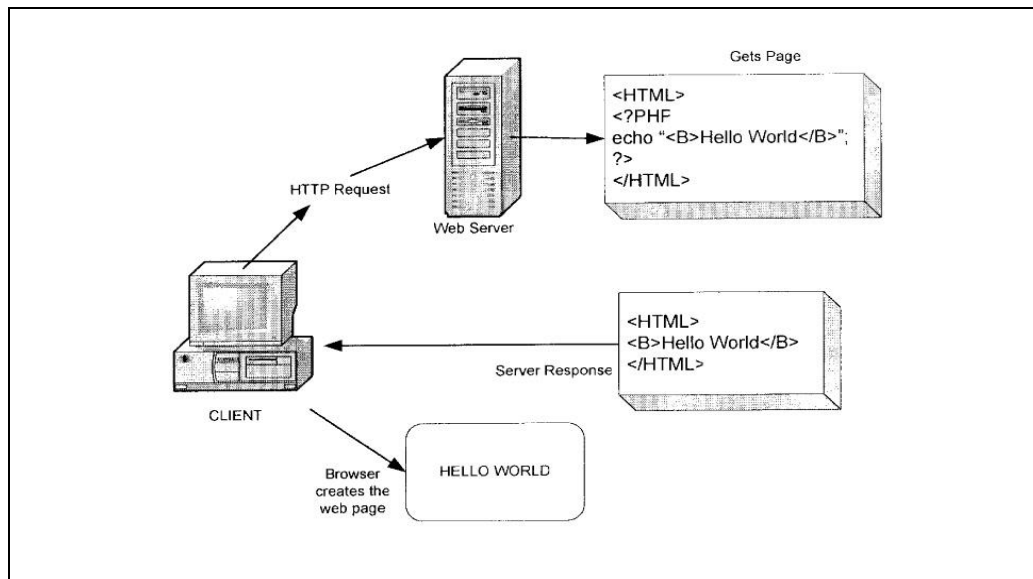 Gets Page
<HTML>
<?PHF
echo “<B>Hello World</B>”;
?>
</HTML>
HTTP Request
Web Server
<HTML>
<B>Hello World</B>
</HTML>
Server Response
CLIENT
HELLO WORLD
Browser
creates the
web page